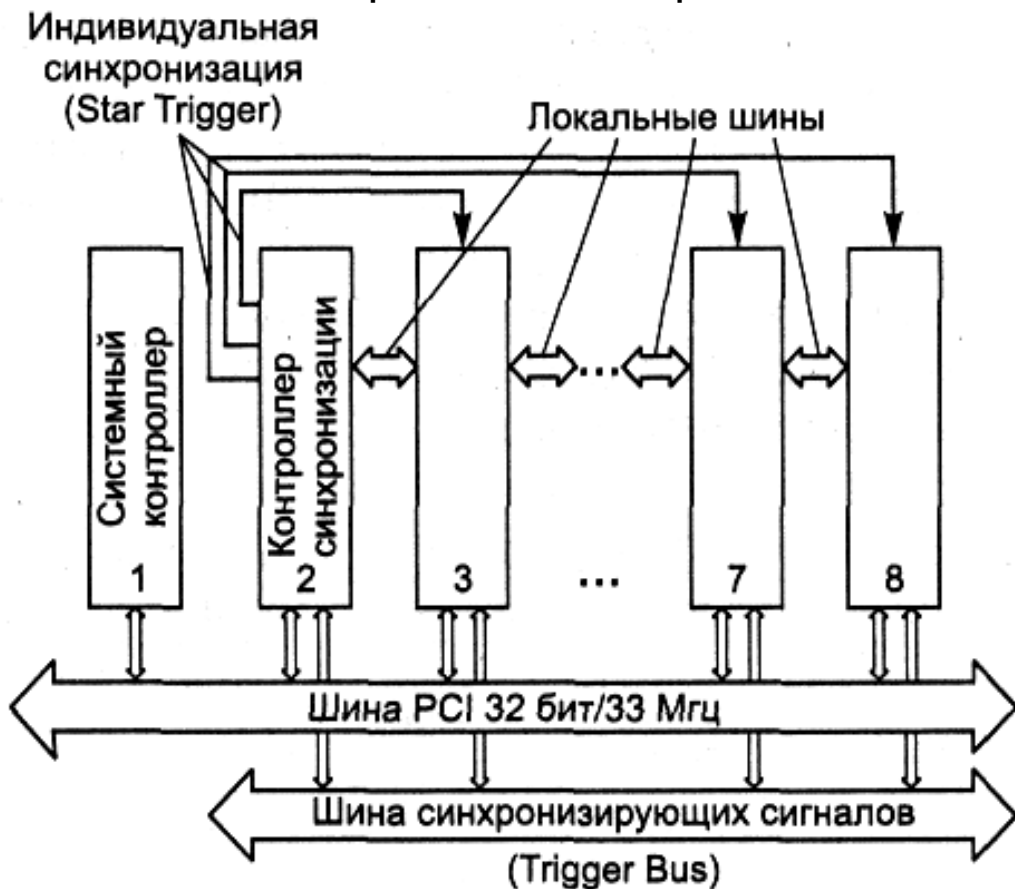 Индивидуальная
синхронизация
(Star Trigger)
Локальные шины
Системный
контроллер
1
Контроллер
синхронизации
2
3
...
...
7
8
Шина PCI 32 бит/33 Мгц
Шина синхронизирующих сигналов
(Trigger Bus)